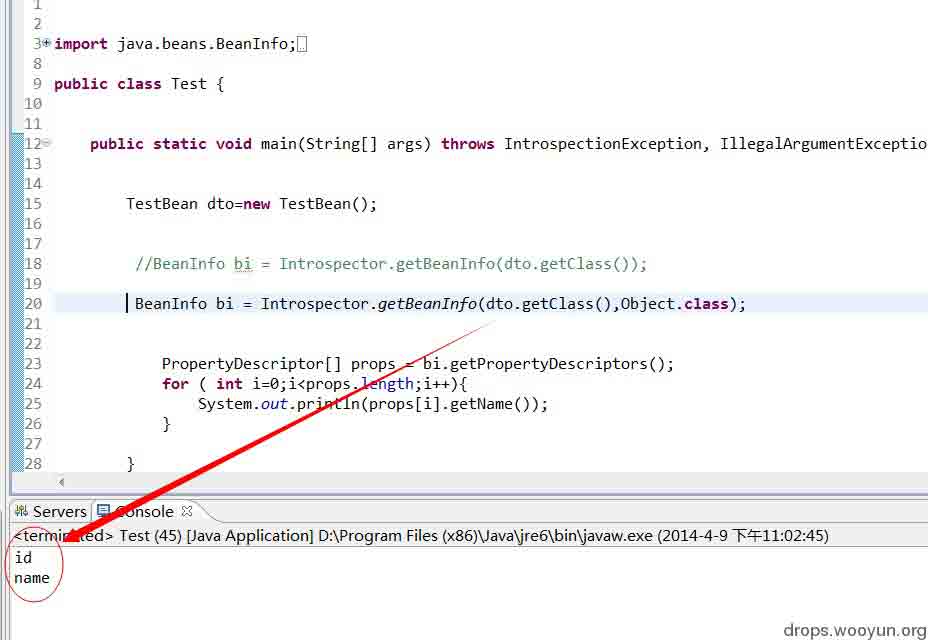 1
2
3 import java.beans.BeanInfo;
8
9 public class Test {
10
11
12 public static void main(String[] args) throws IntrospectionException, IllegalArgumentExceptio
13
14
15 TestBean dto=new TestBean();
16
17
18 //BeanInfo bi = Introspector.getBeanInfo(dto.getClass());
19
20 BeanInfo bi = Introspector.getBeanInfo(dto.getClass(),Object.class);
21
22
23 PropertyDescriptor[] props = bi.getPropertyDescriptors();
24 for ( int i=0;i<props.length;i++){
25 System.out.println(props[i].getName());
26 }
27
28 }
Servers Console
<terminated> Test (45) [Java Application] D:\Program Files (x86)\Java\jre6\bin\javaw.exe (2014-4-9 下午11:02:45)
id
name
drops.wooyun.org